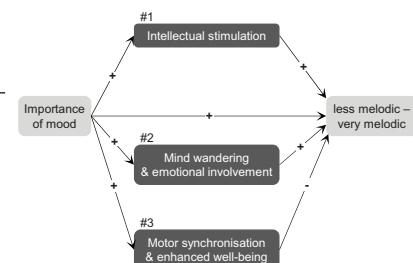 #1
Intellectual stimulation
+
+
Importance
of mood
+
less melodic –
very melodic
#2
+
+
Mind wandering
& emotional involvement
+
-
#3
Motor synchronisation
& enhanced well-being